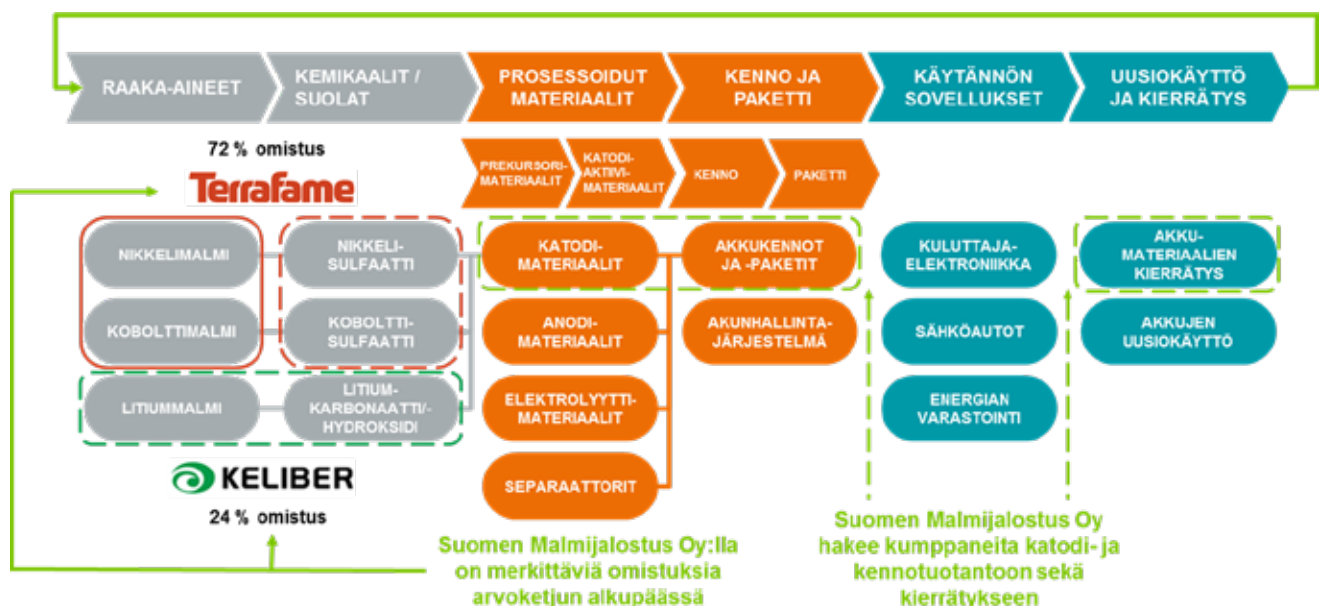 RAAKA-AINEET
KEMIKAALIT /
SUOLAT
PROSESSOIDUT
MATERIAALIT
KENNO JA
PAKETTI
KÄYTÄNNÖN
SOVELLUKSET
UUSIOKÄYTTÖ
JA KIERRÄTYS
72 % omistus
Terrafame
PREKURSORI-
MATERIAALIT
KATODI-
AKTIIVI-
MATERIAALIT
KENNO
PAKETTI
NIKKELIMALMI
NIKKELI-
SULFAATTI
KATODI-
MATERIAALIT
AKKUKENNOT
JA -PAKETIT
KULUTTAJA-
ELEKTRONIIKKA
AKKU-
MATERIAALIEN
KIERRÄTYS
KOBOLTTIMALMI
KOBOLTTI-
SULFAATTI
ANODI-
MATERIAALIT
AKUNHALLINTA-
JÄRJESTELMÄ
SÄHKÖAUTOT
AKKUJEN
UUSIOKÄYTTÖ
LITIUMMALMI
LITIUM-
KARBONAATTI/-
HYDROKSIDI
ELEKTROLYYTTI-
MATERIAALIT
ENERGIAN
VARASTOINTI
KELIBER
24 % omistus
SEPARAATTORIT
Suomen Malmijalostus Oy:lla
on merkittäviä omistuksia
arvoketjun alkupäässä
Suomen Malmijalostus Oy
hakee kumppaneita katodi- ja
kennotuotantoon sekä
kierrätykseen